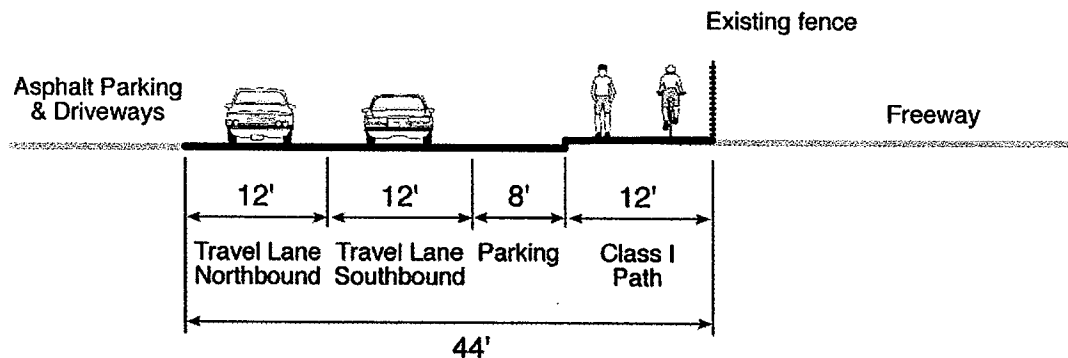 Existing fence
Asphalt Parking
& Driveways
Freeway
12'
12'
8'
12'
Travel Lane
Northbound
Travel Lane
Southbound
Parking
Class I
Path
44'